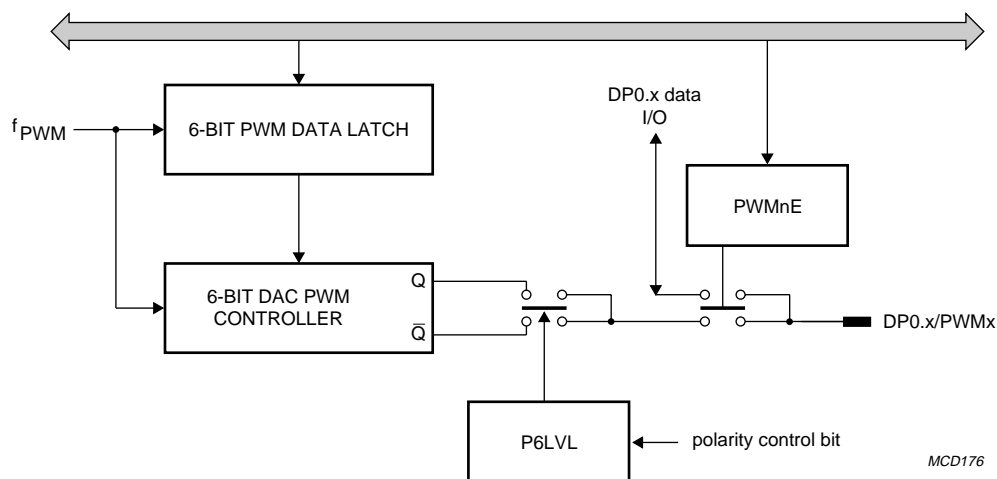 6-BIT PWM DATA LATCH
fPWM
DP0.x data
I/O
PWMnE
6-BIT DAC PWM
CONTROLLER
Q
Q̅
DP0.x/PWMx
P6LVL
polarity control bit
MCD176